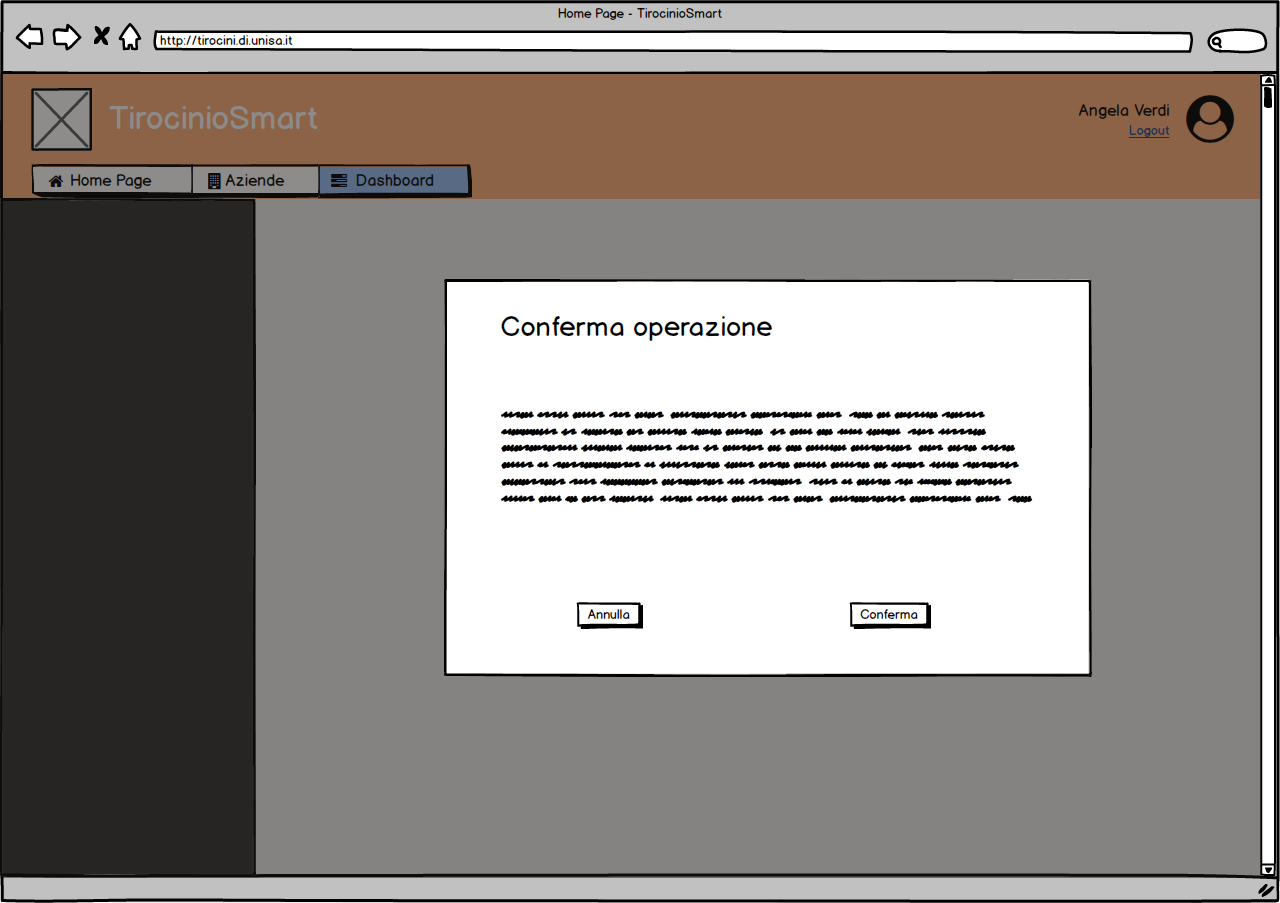 Home Page - TirocinioSmart
http://tirocini.di.unisa.it
TirocinioSmart
Angela Verdi
Logout
Home Page
Aziende
Dashboard
Conferma operazione
Annulla
Conferma